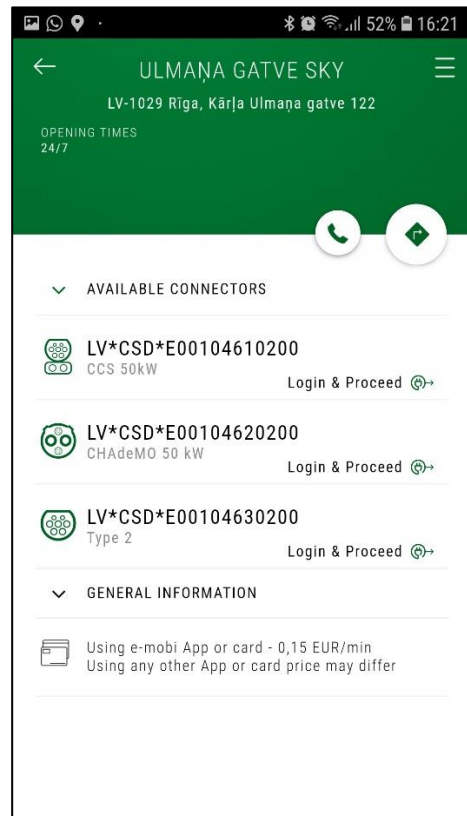 52% 16:21
ULMAŅA GATVE SKY
LV-1029 Rīga, Kārļa Ulmaņa gatve 122
OPENING TIMES
24/7
AVAILABLE CONNECTORS
LV*CSD*E00104610200
CCS 50kW
Login & Proceed
LV*CSD*E00104620200
CHAdeMO 50 kW
Login & Proceed
LV*CSD*E00104630200
Type 2
Login & Proceed
GENERAL INFORMATION
Using e-mobi App or card - 0,15 EUR/min
Using any other App or card price may differ